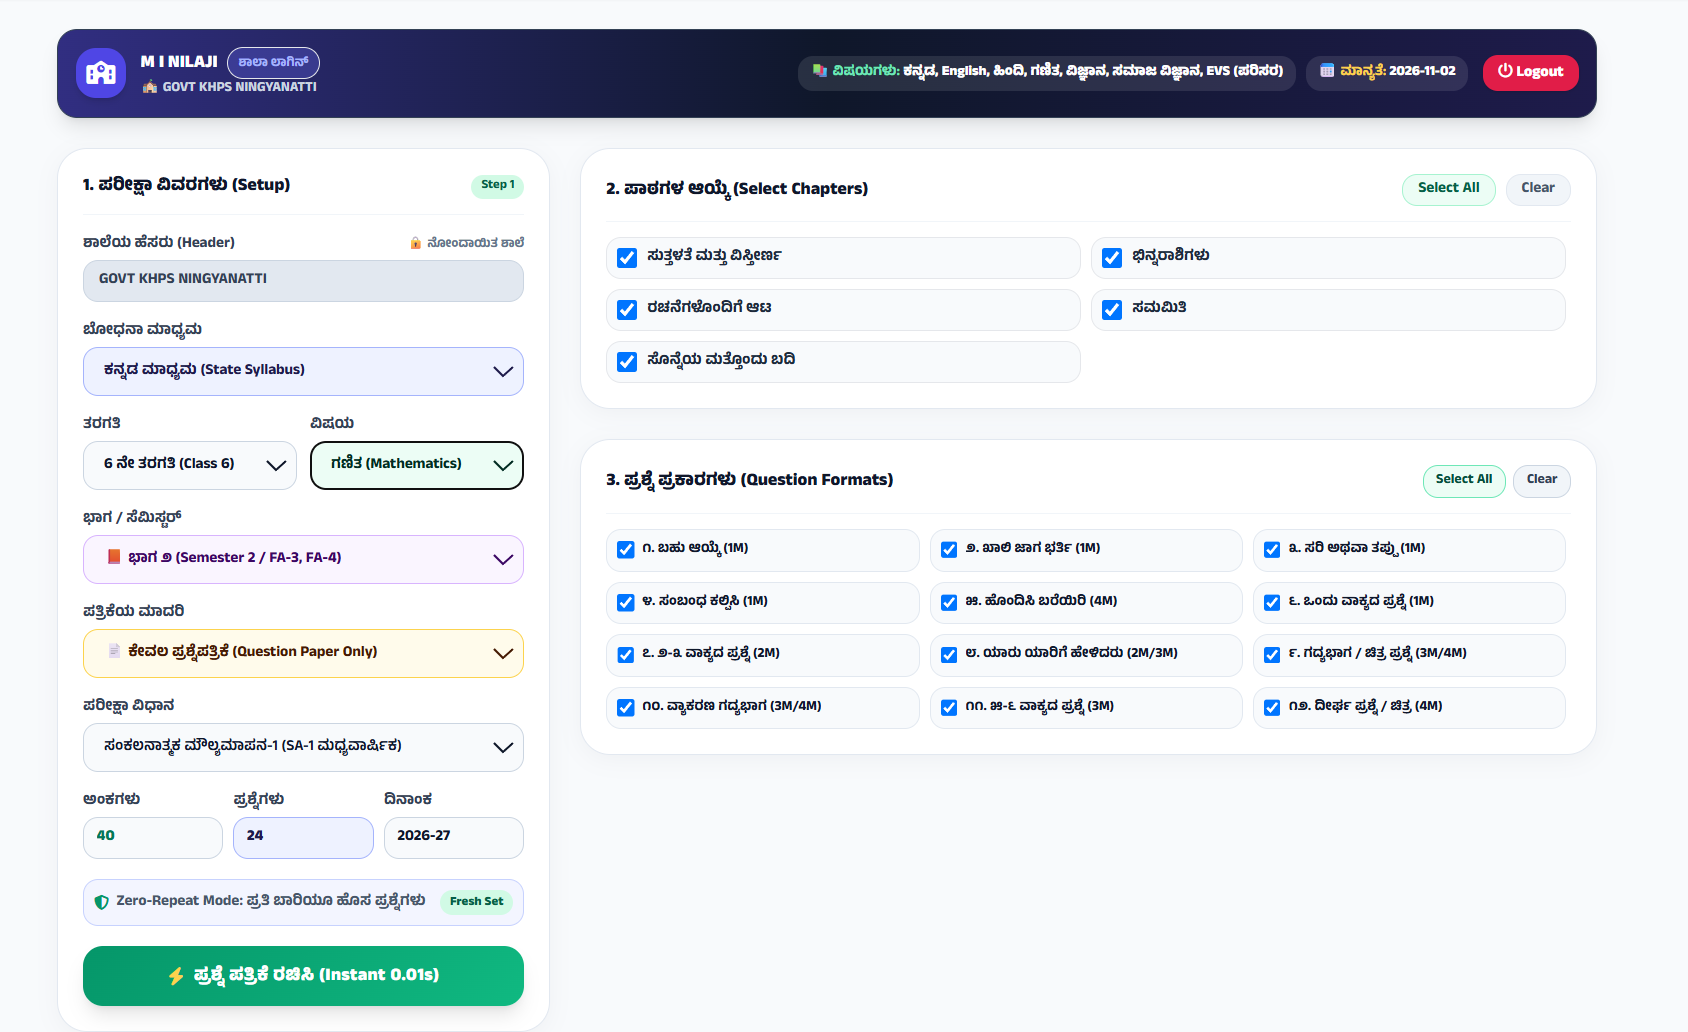 M I NILAJI ಶಾಲಾ ಲಾಗಿನ್
GOVT KHPS NINGYANATTI
ವಿಷಯಗಳು: ಕನ್ನಡ, English, ಹಿಂದಿ, ಗಣಿತ, ವಿಜ್ಞಾನ, ಸಮಾಜ ವಿಜ್ಞಾನ, EVS (ಪರಿಸರ)
ಮಾನ್ಯತೆ: 2026-11-02
Logout
1. ಪರೀಕ್ಷಾ ವಿವರಗಳು (Setup)
Step 1
ಶಾಲೆಯ ಹೆಸರು (Header)
ನೋಂದಾಯಿತ ಶಾಲೆ
GOVT KHPS NINGYANATTI
ಬೋಧನಾ ಮಾಧ್ಯಮ
ಕನ್ನಡ ಮಾಧ್ಯಮ (State Syllabus)
ತರಗತಿ
ವಿಷಯ
6 ನೇ ತರಗತಿ (Class 6)
ಗಣಿತ (Mathematics)
ಭಾಗ / ಸೆಮಿಸ್ಟರ್
ಭಾಗ ೨ (Semester 2 / FA-3, FA-4)
ಪತ್ರಿಕೆಯ ಮಾದರಿ
ಕೇವಲ ಪ್ರಶ್ನೆಪತ್ರಿಕೆ (Question Paper Only)
ಪರೀಕ್ಷಾ ವಿಧಾನ
ಸಂಕಲನಾತ್ಮಕ ಮೌಲ್ಯಮಾಪನ-1 (SA-1 ಮಧ್ಯವಾರ್ಷಿಕ)
ಅಂಕಗಳು
ಪ್ರಶ್ನೆಗಳು
ದಿನಾಂಕ
40
24
2026-27
Zero-Repeat Mode: ಪ್ರತಿ ಬಾರಿಯೂ ಹೊಸ ಪ್ರಶ್ನೆಗಳು
Fresh Set
ಪ್ರಶ್ನೆ ಪತ್ರಿಕೆ ರಚಿಸಿ (Instant 0.01s)
2. ಪಾಠಗಳ ಆಯ್ಕೆ (Select Chapters)
Select All
Clear
ಸುತ್ತಳತೆ ಮತ್ತು ವಿಸ್ತೀರ್ಣ
ಭಿನ್ನರಾಶಿಗಳು
ರಚನೆಗಳೊಂದಿಗೆ ಆಟ
ಸಮಮಿತಿ
ಸೊನ್ನೆಯ ಮತ್ತೊಂದು ಬದಿ
3. ಪ್ರಶ್ನೆ ಪ್ರಕಾರಗಳು (Question Formats)
Select All
Clear
೧. ಬಹು ಆಯ್ಕೆ (1M)
೨. ಖಾಲಿ ಜಾಗ ಭರ್ತಿ (1M)
೩. ಸರಿ ಅಥವಾ ತಪ್ಪು (1M)
೪. ಸಂಬಂಧ ಕಲ್ಪಿಸಿ (1M)
೫. ಹೊಂದಿಸಿ ಬರೆಯಿರಿ (4M)
೬. ಒಂದು ವಾಕ್ಯದ ಪ್ರಶ್ನೆ (1M)
೭. ೨-೩ ವಾಕ್ಯದ ಪ್ರಶ್ನೆ (2M)
೮. ಯಾರು ಯಾರಿಗೆ ಹೇಳಿದರು (2M/3M)
೯. ಗದ್ಯಭಾಗ / ಚಿತ್ರ ಪ್ರಶ್ನೆ (3M/4M)
೧೦. ವ್ಯಾಕರಣ ಗದ್ಯಭಾಗ (3M/4M)
೧೧. ೫-೬ ವಾಕ್ಯದ ಪ್ರಶ್ನೆ (3M)
೧೨. ದೀರ್ಘ ಪ್ರಶ್ನೆ / ಚಿತ್ರ (4M)